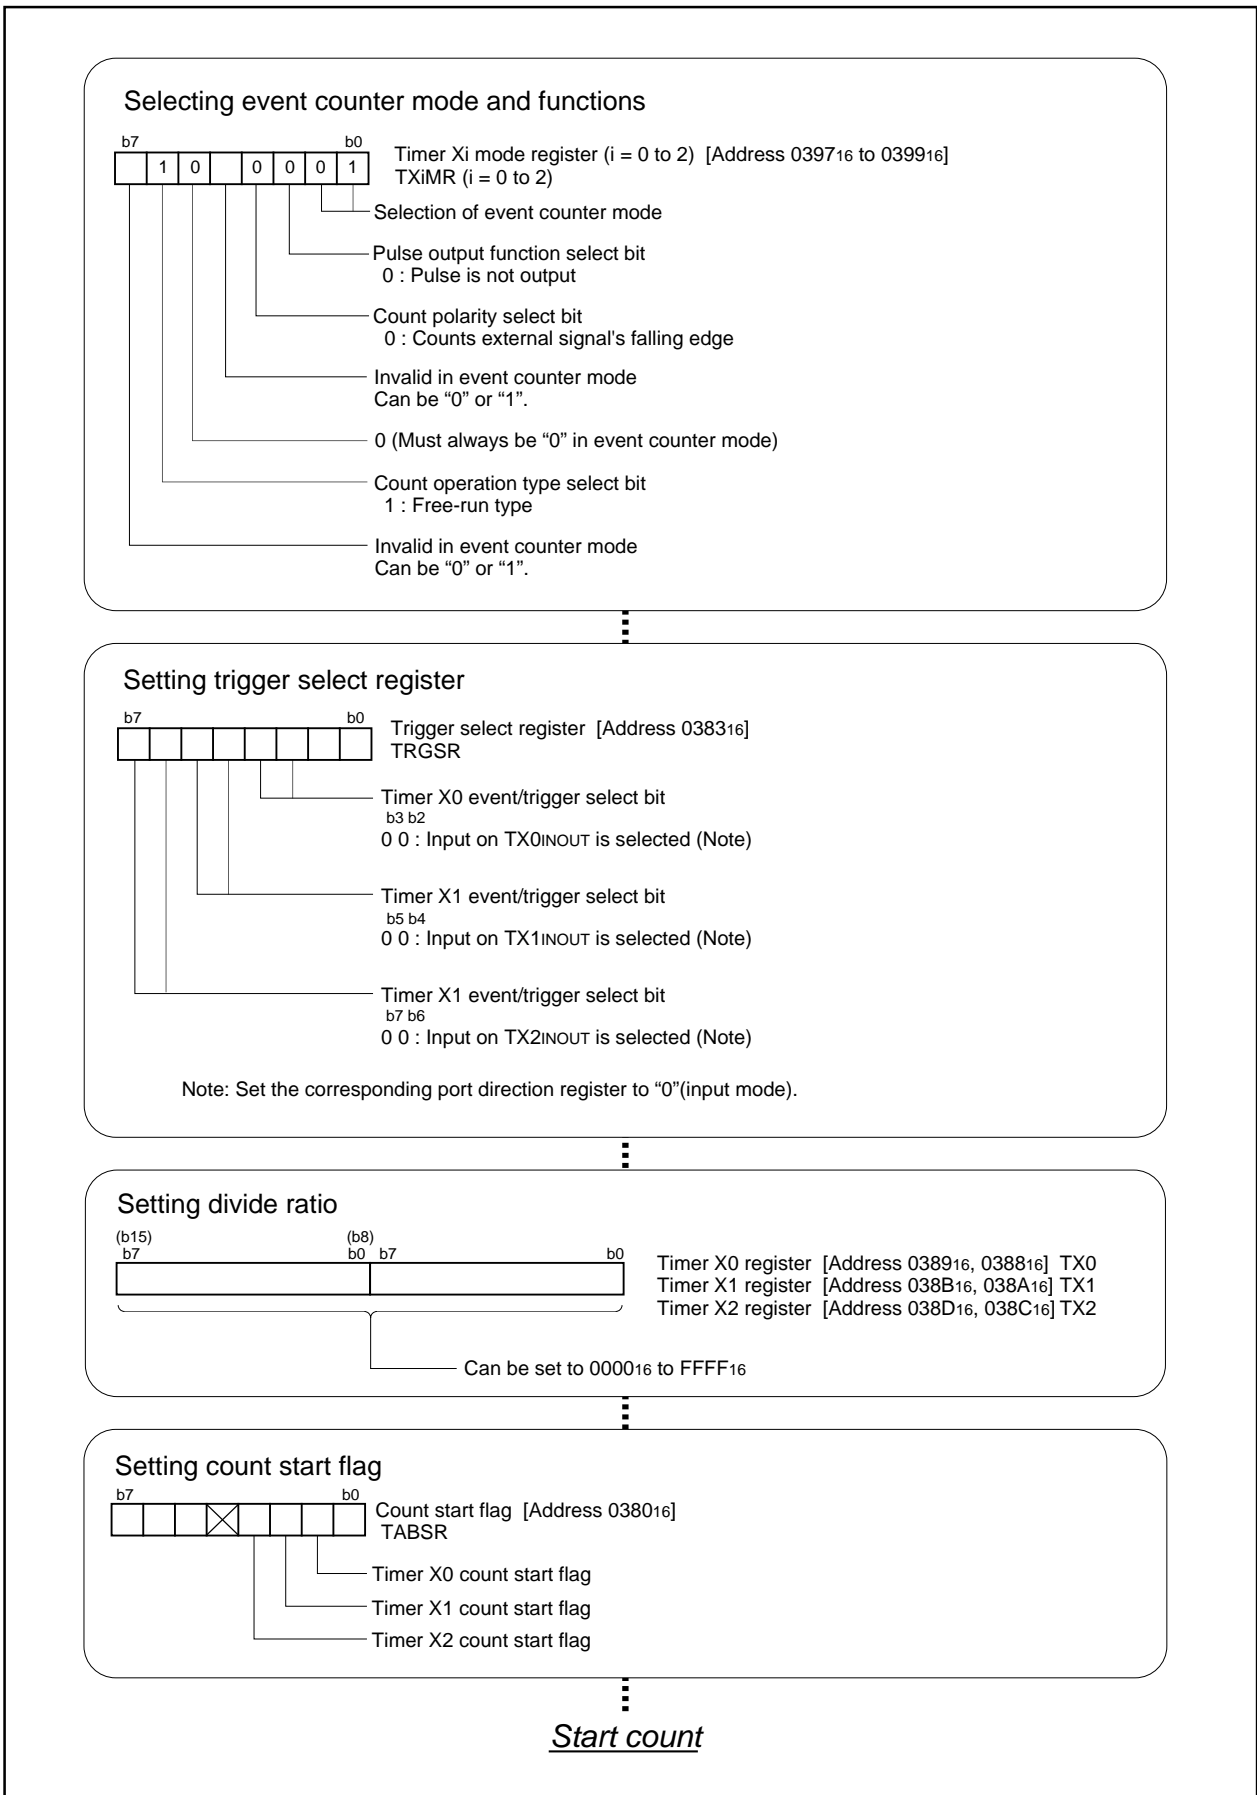 Selecting event counter mode and functions
b7 b0
1 0 0 0 0 1
Timer Xi mode register (i = 0 to 2) [Address 039716 to 039916]
TXiMR (i = 0 to 2)
Selection of event counter mode
Pulse output function select bit
0 : Pulse is not output
Count polarity select bit
0 : Counts external signal's falling edge
Invalid in event counter mode
Can be “0” or “1”.
0 (Must always be “0” in event counter mode)
Count operation type select bit
1 : Free-run type
Invalid in event counter mode
Can be “0” or “1”.
Setting trigger select register
b7 b0
Trigger select register [Address 038316]
TRGSR
Timer X0 event/trigger select bit
b3 b2
0 0 : Input on TX0INOUT is selected (Note)
Timer X1 event/trigger select bit
b5 b4
0 0 : Input on TX1INOUT is selected (Note)
Timer X1 event/trigger select bit
b7 b6
0 0 : Input on TX2INOUT is selected (Note)
Note: Set the corresponding port direction register to “0”(input mode).
Setting divide ratio
(b15) (b8)
b7 b0 b7 b0
Timer X0 register [Address 038916, 038816] TX0
Timer X1 register [Address 038B16, 038A16] TX1
Timer X2 register [Address 038D16, 038C16] TX2
Can be set to 000016 to FFFF16
Setting count start flag
b7 b0
Count start flag [Address 038016]
TABSR
Timer X0 count start flag
Timer X1 count start flag
Timer X2 count start flag
Start count